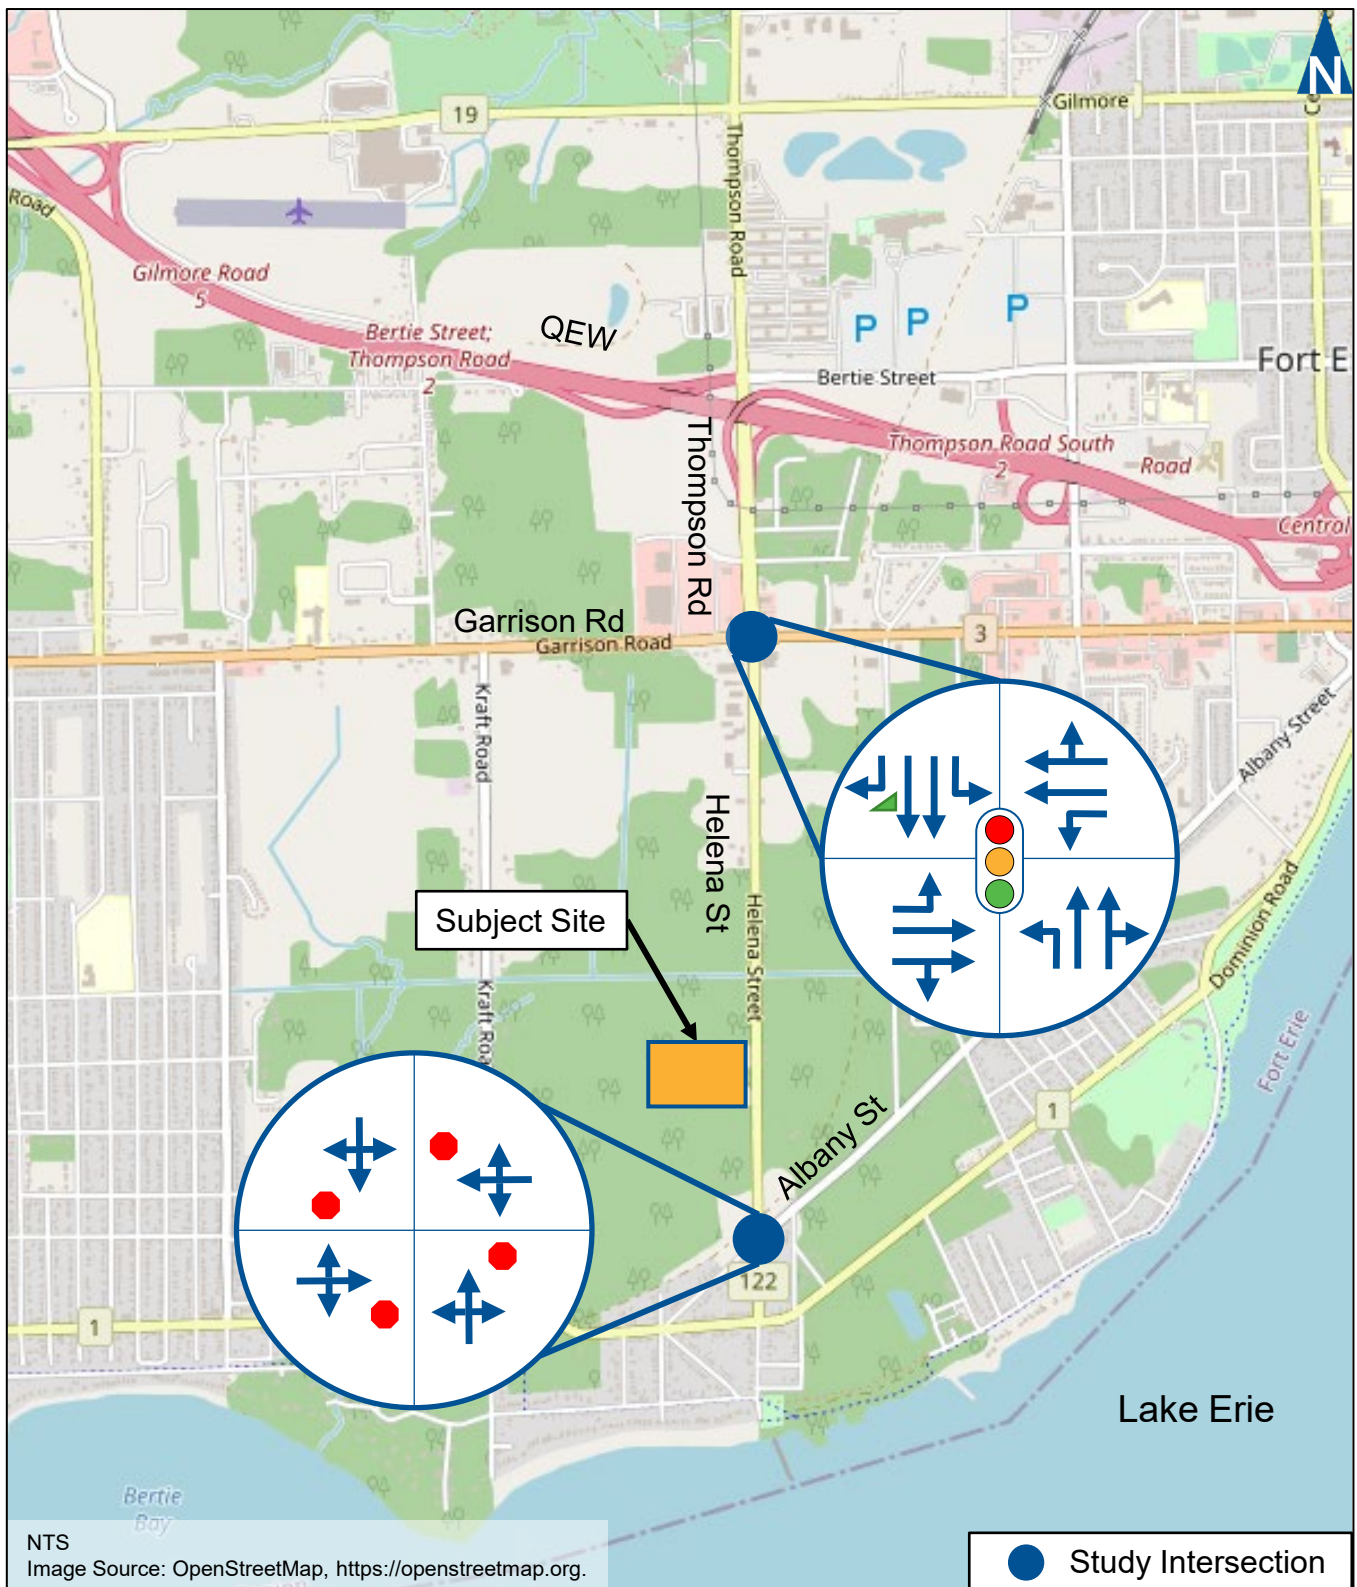 N
Gilmore
19
Co
Thompson Road
Road
Gilmore Road
5
QEW
Bertie Street;
Thompson Road
2
P
P
P
Bertie Street
Fort E
Thompson Road South
2
Road
Central
Thompson Rd
Garrison Rd
Garrison Road
3
Kraft Road
Albany Street
Helena St
Subject Site
Helena Street
Dominion Road
Kraft Roa
Fort Erie
1
Albany St
122
1
Lake Erie
Bertie
Bay
NTS
Image Source: OpenStreetMap, https://openstreetmap.org.
Study Intersection